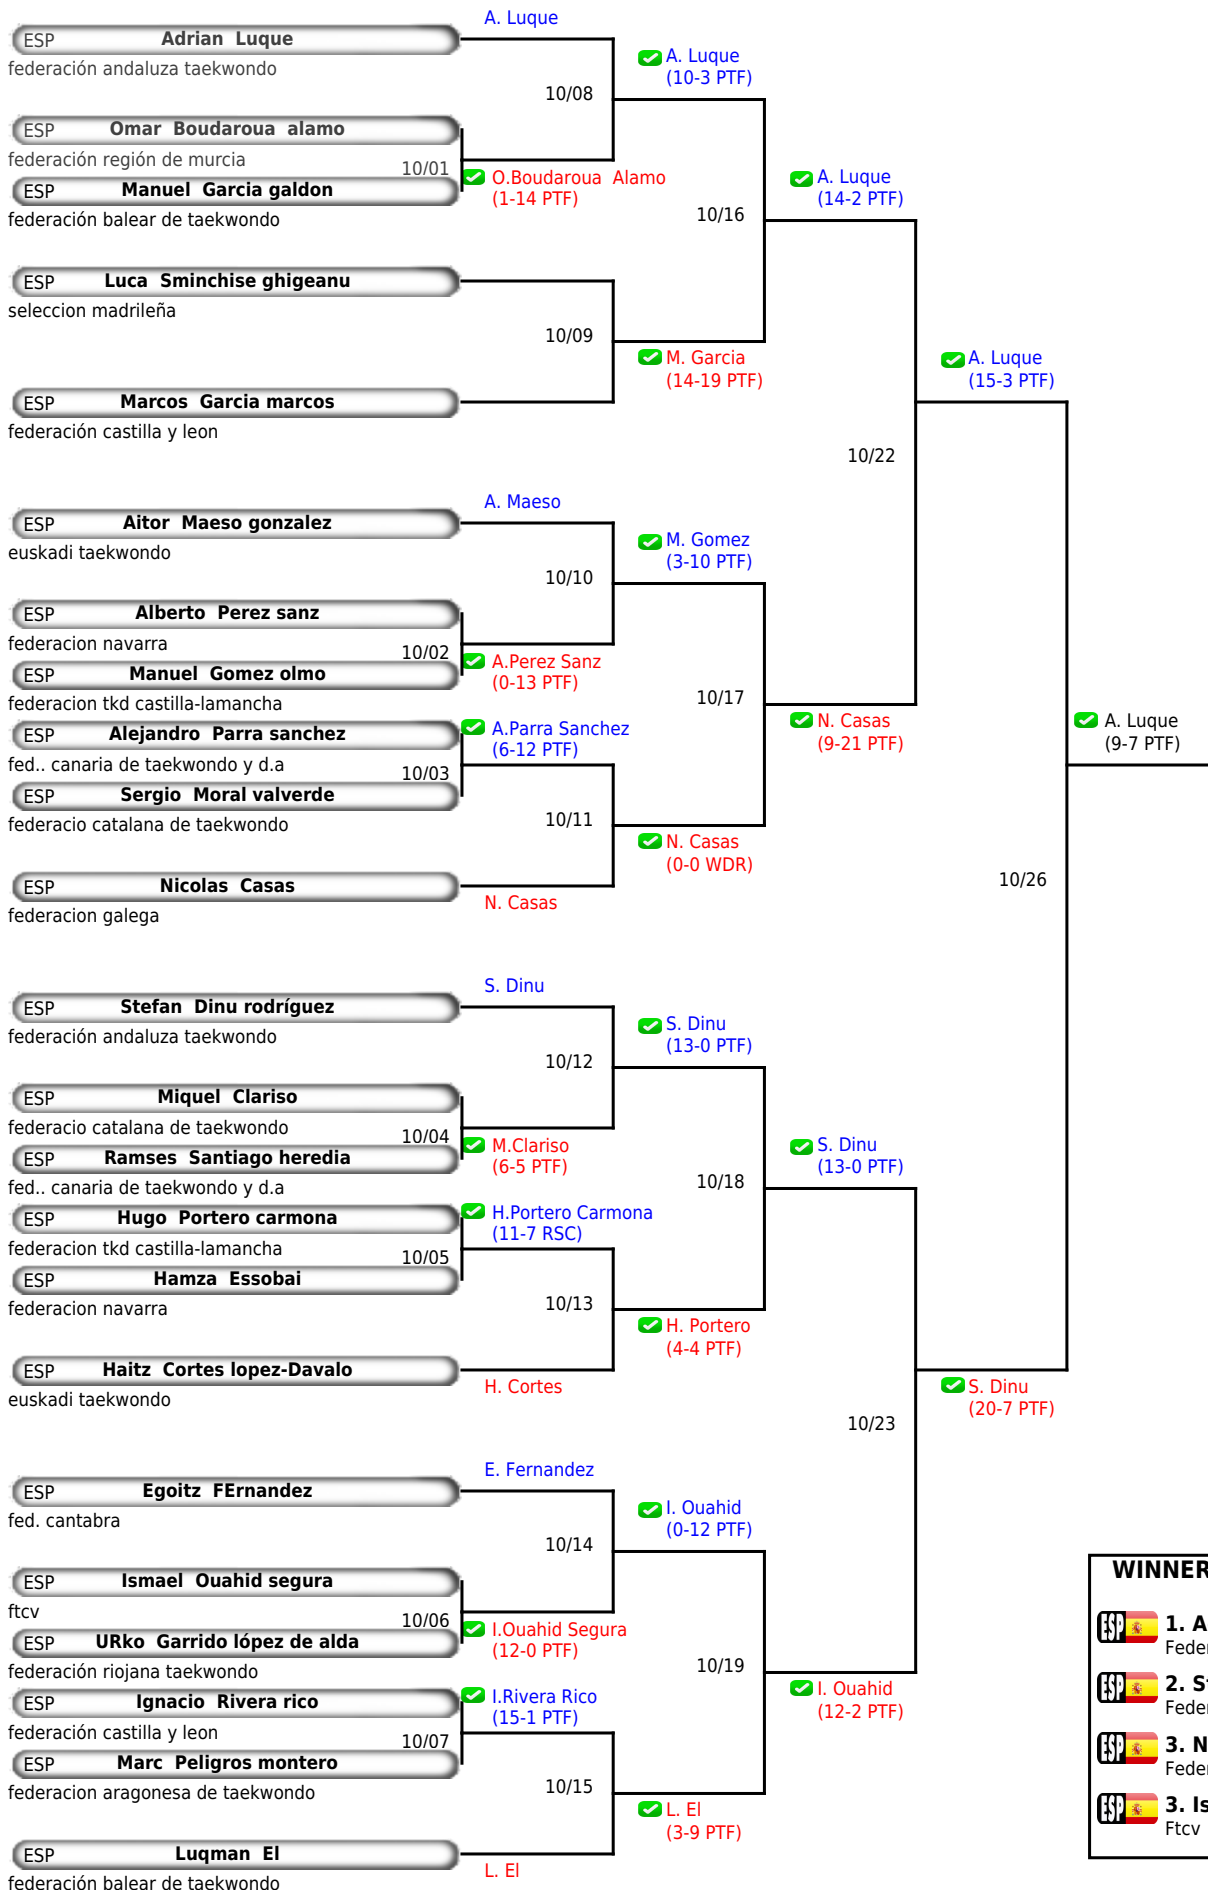 A. Luque
ESP Adrian Luque
federación andaluza taekwondo
A. Luque
(10-3 PTF)
10/08
ESP Omar Boudaroua alamo
federación región de murcia
10/01
ESP Manuel Garcia galdon
federación balear de taekwondo
O.Boudaroua Alamo
(1-14 PTF)
A. Luque
(14-2 PTF)
10/16
ESP Luca Sminchise ghigeanu
seleccion madrileña
10/09
M. Garcia
(14-19 PTF)
ESP Marcos Garcia marcos
federación castilla y leon
A. Luque
(15-3 PTF)
10/22
A. Maeso
ESP Aitor Maeso gonzalez
euskadi taekwondo
M. Gomez
(3-10 PTF)
10/10
ESP Alberto Perez sanz
federacion navarra
10/02
ESP Manuel Gomez olmo
federacion tkd castilla-lamancha
A.Perez Sanz
(0-13 PTF)
10/17
ESP Alejandro Parra sanchez
fed.. canaria de taekwondo y d.a
10/03
A.Parra Sanchez
(6-12 PTF)
ESP Sergio Moral valverde
federacio catalana de taekwondo
N. Casas
(9-21 PTF)
A. Luque
(9-7 PTF)
10/11
N. Casas
(0-0 WDR)
ESP Nicolas Casas
federacion galega
N. Casas
10/26
S. Dinu
ESP Stefan Dinu rodríguez
federación andaluza taekwondo
S. Dinu
(13-0 PTF)
10/12
ESP Miquel Clariso
federacio catalana de taekwondo
10/04
ESP Ramses Santiago heredia
fed.. canaria de taekwondo y d.a
M.Clariso
(6-5 PTF)
S. Dinu
(13-0 PTF)
10/18
ESP Hugo Portero carmona
federacion tkd castilla-lamancha
10/05
H.Portero Carmona
(11-7 RSC)
ESP Hamza Essobai
federacion navarra
10/13
H. Portero
(4-4 PTF)
ESP Haitz Cortes lopez-Davalo
euskadi taekwondo
H. Cortes
S. Dinu
(20-7 PTF)
10/23
E. Fernandez
ESP Egoitz FErnandez
fed. cantabra
I. Ouahid
(0-12 PTF)
10/14
ESP Ismael Ouahid segura
ftcv
10/06
ESP URko Garrido lópez de alda
federación riojana taekwondo
I.Ouahid Segura
(12-0 PTF)
10/19
ESP Ignacio Rivera rico
federación castilla y leon
10/07
I.Rivera Rico
(15-1 PTF)
ESP Marc Peligros montero
federacion aragonesa de taekwondo
I. Ouahid
(12-2 PTF)
10/15
L. El
(3-9 PTF)
ESP Luqman El
federación balear de taekwondo
L. El
WINNER
ESP 1. A
Feder
ESP 2. St
Feder
ESP 3. N
Feder
ESP 3. Is
Ftcv